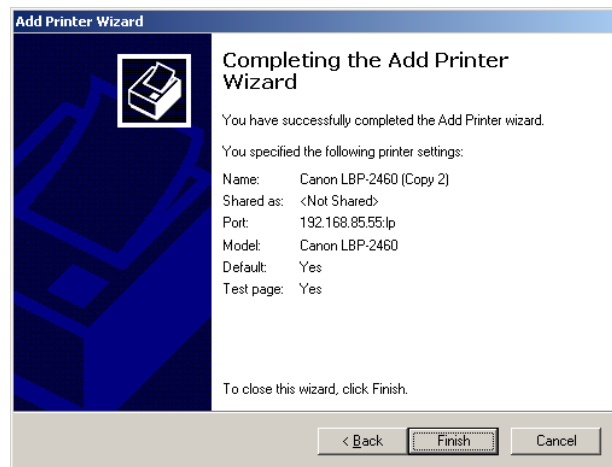 Add Printer Wizard
Completing the Add Printer
Wizard
You have successfully completed the Add Printer wizard.
You specified the following printer settings:
Name: Canon LBP-2460 (Copy 2)
Shared as: <Not Shared>
Port: 192.168.85.55:lp
Model: Canon LBP-2460
Default: Yes
Test page: Yes
To close this wizard, click Finish.
< Back Finish Cancel